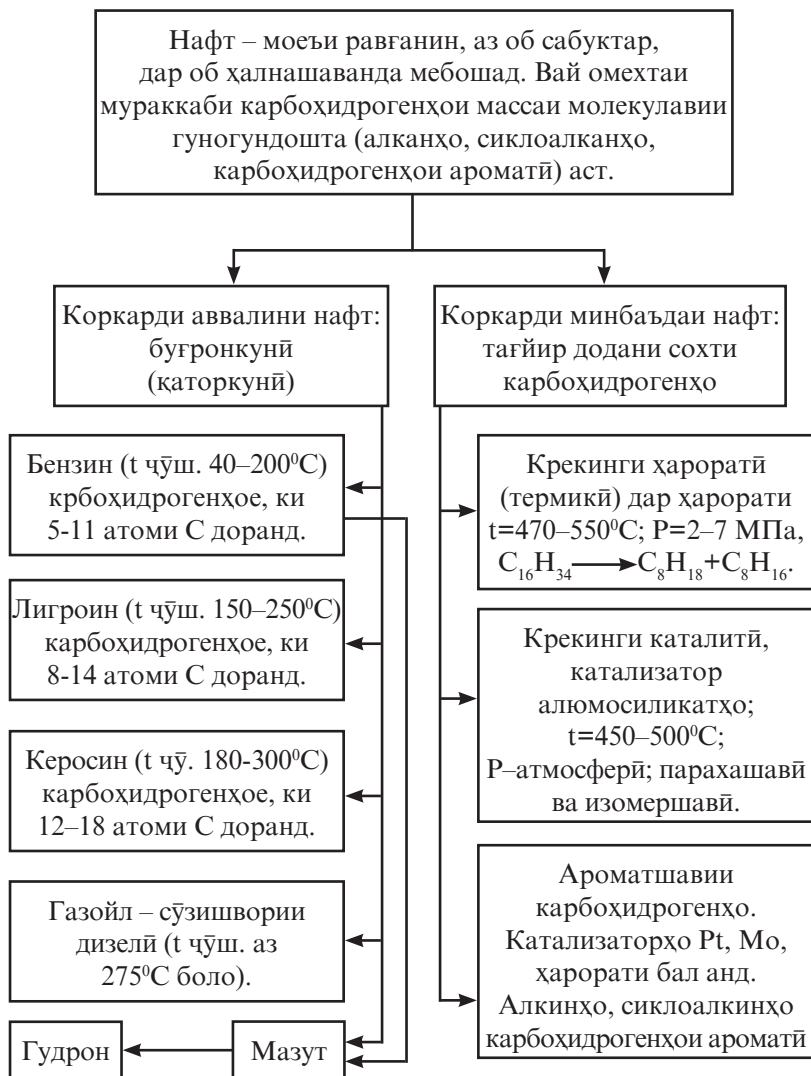 Нафт – моеъи равғанин, аз об сабуктар,
дар об ҳалнашаванда мебошад. Вай омехтаи
мураккаби карбоҳидрогенҳои массаи молекулавии
гуногундошта (алканҳо, сиклоалканҳо,
карбоҳидрогенҳои ароматӣ) аст.
Коркарди аввалини нафт:
буғронкунӣ
(қаторкунӣ)
Бензин (t ҷӯш. 40–200⁰С)
крбоҳидрогенҳое, ки
5-11 атоми С доранд.
Лигроин (t ҷӯш. 150–250⁰С)
карбоҳидрогенҳое, ки
8-14 атоми С доранд.
Керосин (t ҷӯ. 180-300⁰С)
карбоҳидрогенҳое, ки
12–18 атоми С доранд.
Газойл – сӯзишвории
дизелӣ (t ҷӯш. аз
275⁰С боло).
Гудрон
Мазут
Коркарди минбаъдаи нафт:
тағйир додани сохти
карбоҳидрогенҳо
Крекинги ҳароратӣ
(термикӣ) дар ҳарорати
t=470–550⁰С; Р=2–7 МПа,
C₁₆H₃₄ ⟶ C₈H₁₈+C₈H₁₆.
Крекинги каталитӣ,
катализатор
алюмосиликатҳо;
t=450–500⁰С;
Р–атмосферӣ; парахашавӣ
ва изомершавӣ.
Ароматшавии
карбоҳидрогенҳо.
Катализаторҳо Pt, Mo,
ҳарорати бал анд.
Алкинҳо, сиклоалкинҳо
карбоҳидрогенҳои ароматӣ